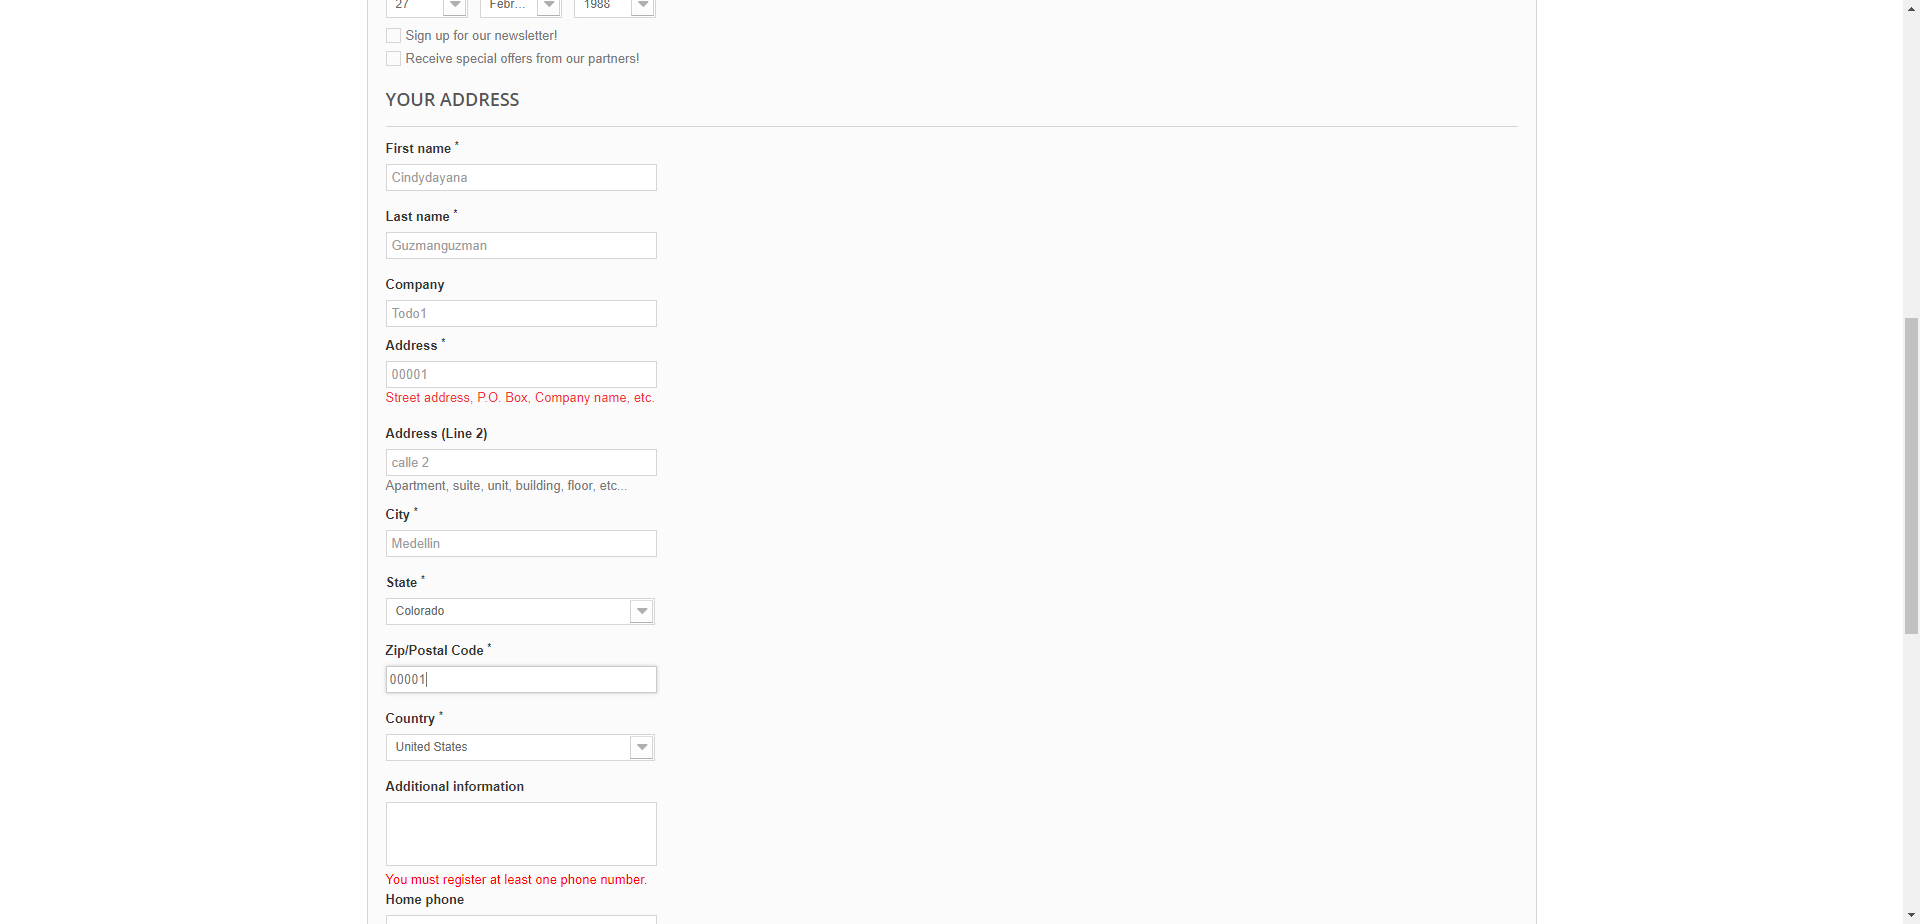 27 Febr... 1988
Sign up for our newsletter!
Receive special offers from our partners!
YOUR ADDRESS
First name *
Cindydayana
Last name *
Guzmanguzman
Company
Todo1
Address *
00001
Street address, P.O. Box, Company name, etc.
Address (Line 2)
calle 2
Apartment, suite, unit, building, floor, etc...
City *
Medellin
State *
Colorado
Zip/Postal Code *
00001
Country *
United States
Additional information
You must register at least one phone number.
Home phone